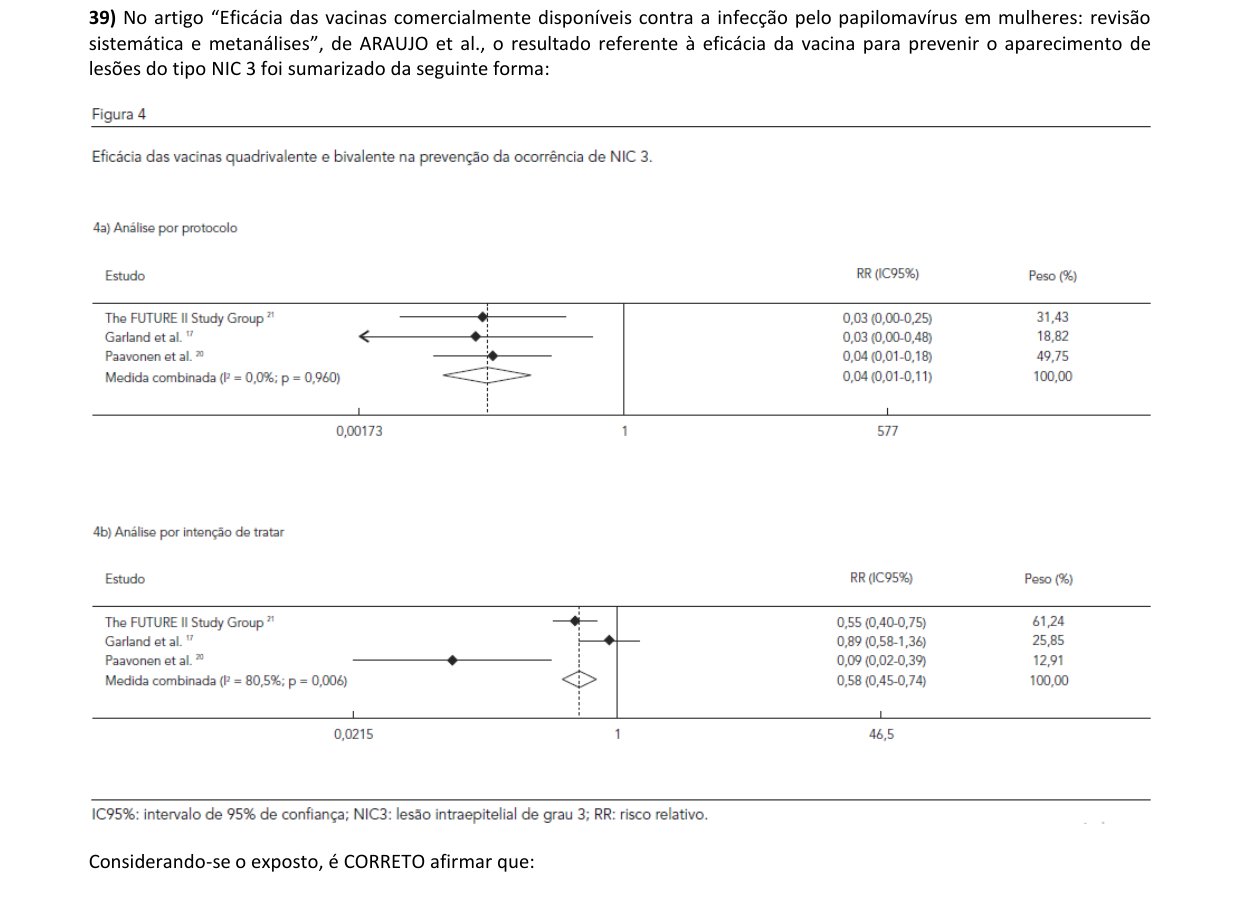 39) No artigo “Eficácia das vacinas comercialmente disponíveis contra a infecção pelo papilomavírus em mulheres: revisão
sistemática e metanálises”, de ARAUJO et al., o resultado referente à eficácia da vacina para prevenir o aparecimento de
lesões do tipo NIC 3 foi sumarizado da seguinte forma:
Figura 4
Eficácia das vacinas quadrivalente e bivalente na prevenção da ocorrência de NIC 3.
4a) Análise por protocolo
Estudo RR (IC95%) Peso (%)
The FUTURE II Study Group 21 0,03 (0,00-0,25) 31,43
Garland et al. 17 0,03 (0,00-0,48) 18,82
Paavonen et al. 20 0,04 (0,01-0,18) 49,75
Medida combinada (I² = 0,0%; p = 0,960) 0,04 (0,01-0,11) 100,00
0,00173 1 577
4b) Análise por intenção de tratar
Estudo RR (IC95%) Peso (%)
The FUTURE II Study Group 21 0,55 (0,40-0,75) 61,24
Garland et al. 17 0,89 (0,58-1,36) 25,85
Paavonen et al. 20 0,09 (0,02-0,39) 12,91
Medida combinada (I² = 80,5%; p = 0,006) 0,58 (0,45-0,74) 100,00
0,0215 1 46,5
IC95%: intervalo de 95% de confiança; NIC3: lesão intraepitelial de grau 3; RR: risco relativo.
Considerando-se o exposto, é CORRETO afirmar que: